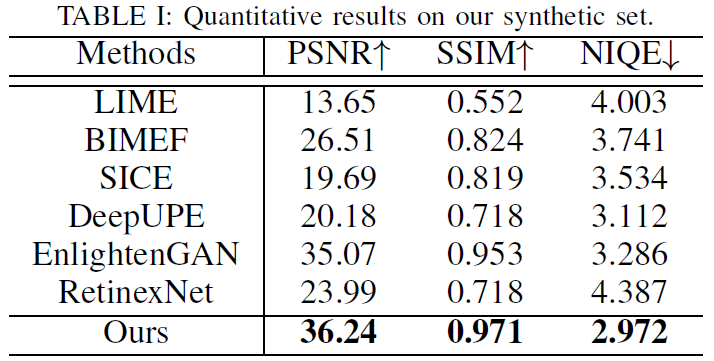 TABLE I: Quantitative results on our synthetic set.
Methods PSNR↑ SSIM↑ NIQE↓
LIME 13.65 0.552 4.003
BIMEF 26.51 0.824 3.741
SICE 19.69 0.819 3.534
DeepUPE 20.18 0.718 3.112
EnlightenGAN 35.07 0.953 3.286
RetinexNet 23.99 0.718 4.387
Ours 36.24 0.971 2.972